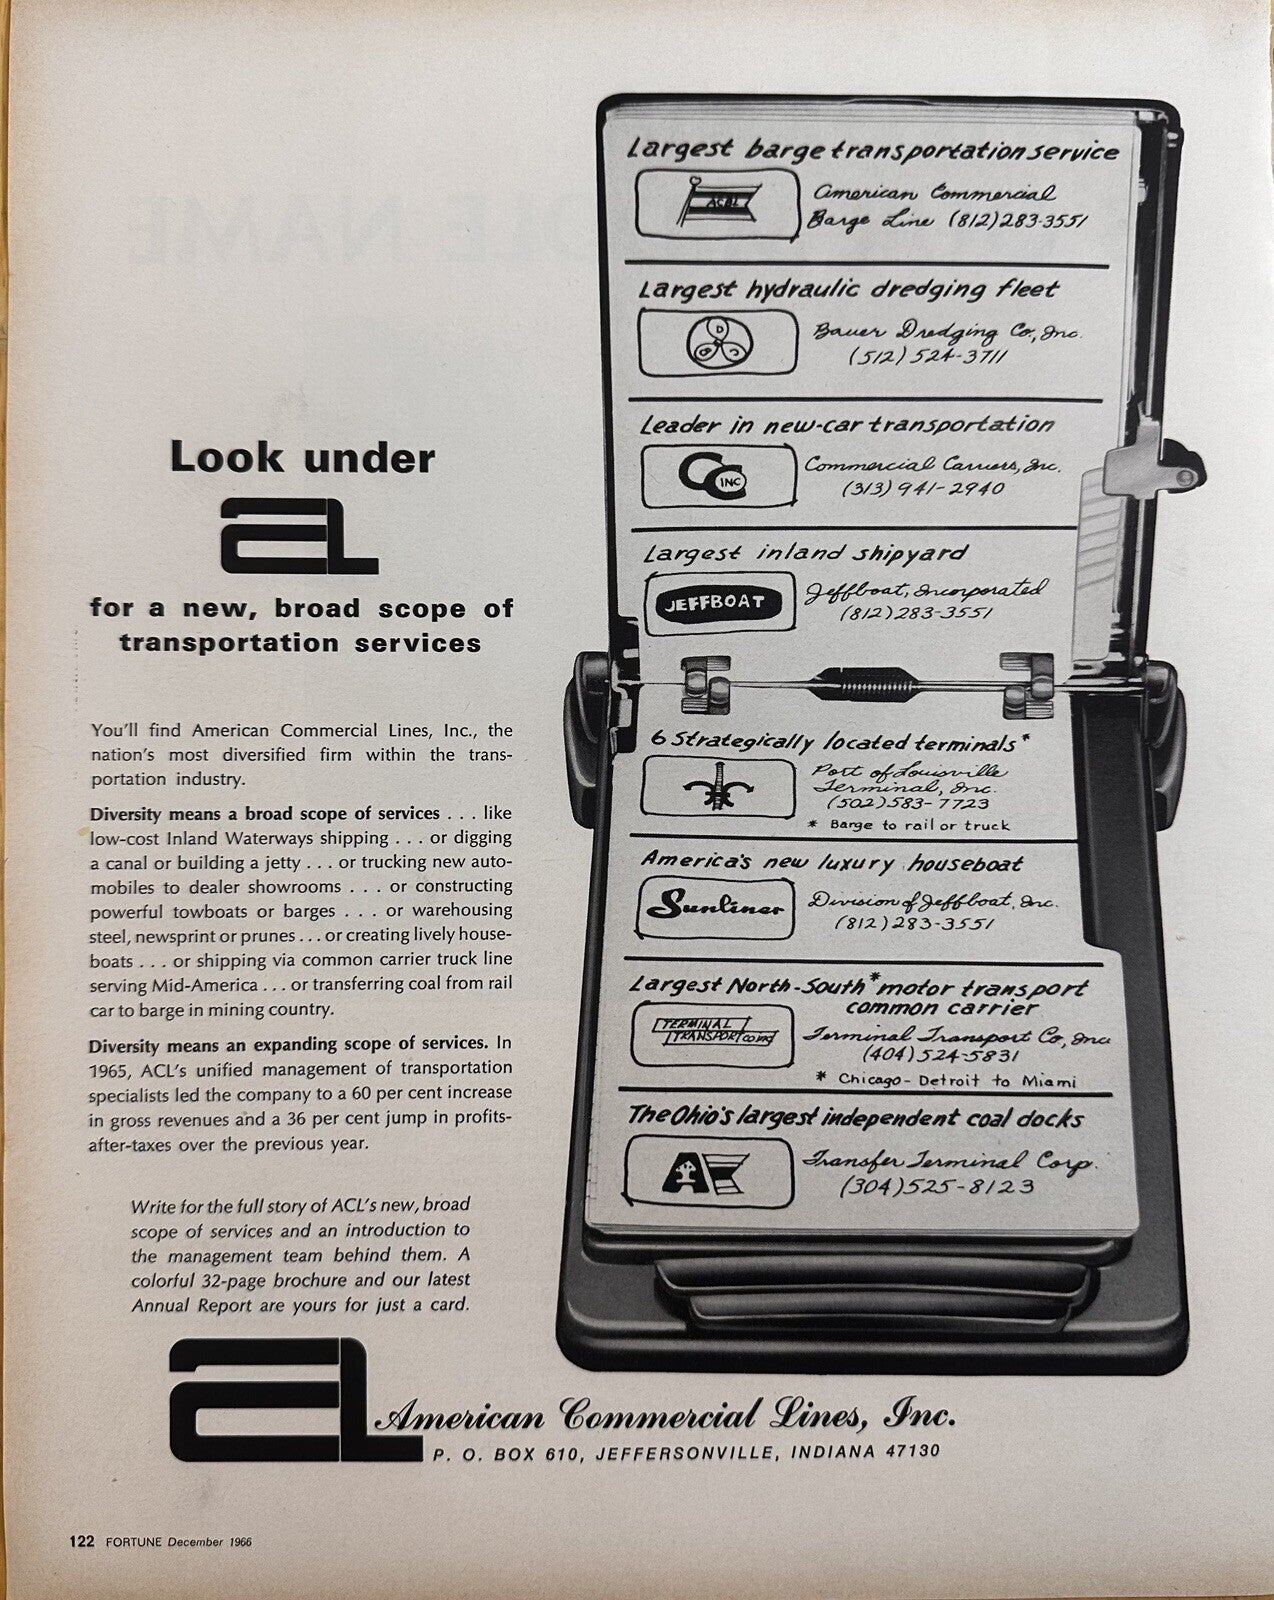 Look under
ACL
for a new, broad scope of
transportation services
You'll find American Commercial Lines, Inc., the
nation's most diversified firm within the trans-
portation industry.
Diversity means a broad scope of services . . . like
low-cost Inland Waterways shipping . . . or digging
a canal or building a jetty . . . or trucking new auto-
mobiles to dealer showrooms . . . or constructing
powerful towboats or barges . . . or warehousing
steel, newsprint or prunes . . . or creating lively house-
boats . . . or shipping via common carrier truck line
serving Mid-America . . . or transferring coal from rail
car to barge in mining country.
Diversity means an expanding scope of services. In
1965, ACL's unified management of transportation
specialists led the company to a 60 per cent increase
in gross revenues and a 36 per cent jump in profits-
after-taxes over the previous year.
Write for the full story of ACL's new, broad
scope of services and an introduction to
the management team behind them. A
colorful 32-page brochure and our latest
Annual Report are yours for just a card.
Largest barge transportation service
ACBL
American Commercial
Barge Line (812) 283-3551
Largest hydraulic dredging fleet
B D C
Bauer Dredging Co., Inc.
(512) 524-3711
Leader in new-car transportation
CC INC
Commercial Carriers, Inc.
(313) 941-2940
Largest inland shipyard
JEFFBOAT
Jeffboat, Incorporated
(812) 283-3551
6 Strategically located terminals*
Port of Louisville
Terminal, Inc.
(502) 583-7723
* Barge to rail or truck
America's new luxury houseboat
Sunliner
Division of Jeffboat, Inc.
(812) 283-3551
Largest North-South* motor transport
common carrier
TERMINAL
TRANSPORT CO INC
Terminal Transport Co., Inc.
(404) 524-5831
* Chicago-Detroit to Miami
The Ohio's largest independent coal docks
Transfer Terminal Corp.
(304) 525-8123
ACL
American Commercial Lines, Inc.
P. O. BOX 610, JEFFERSONVILLE, INDIANA 47130
122 FORTUNE December 1966